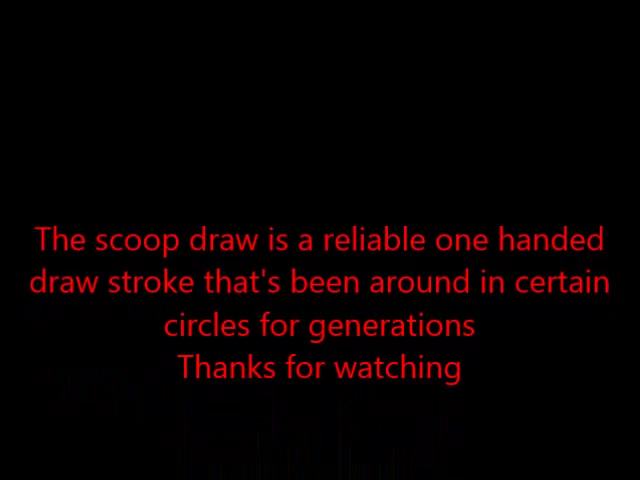 The scoop draw is a reliable one handed
draw stroke that's been around in certain
circles for generations
Thanks for watching